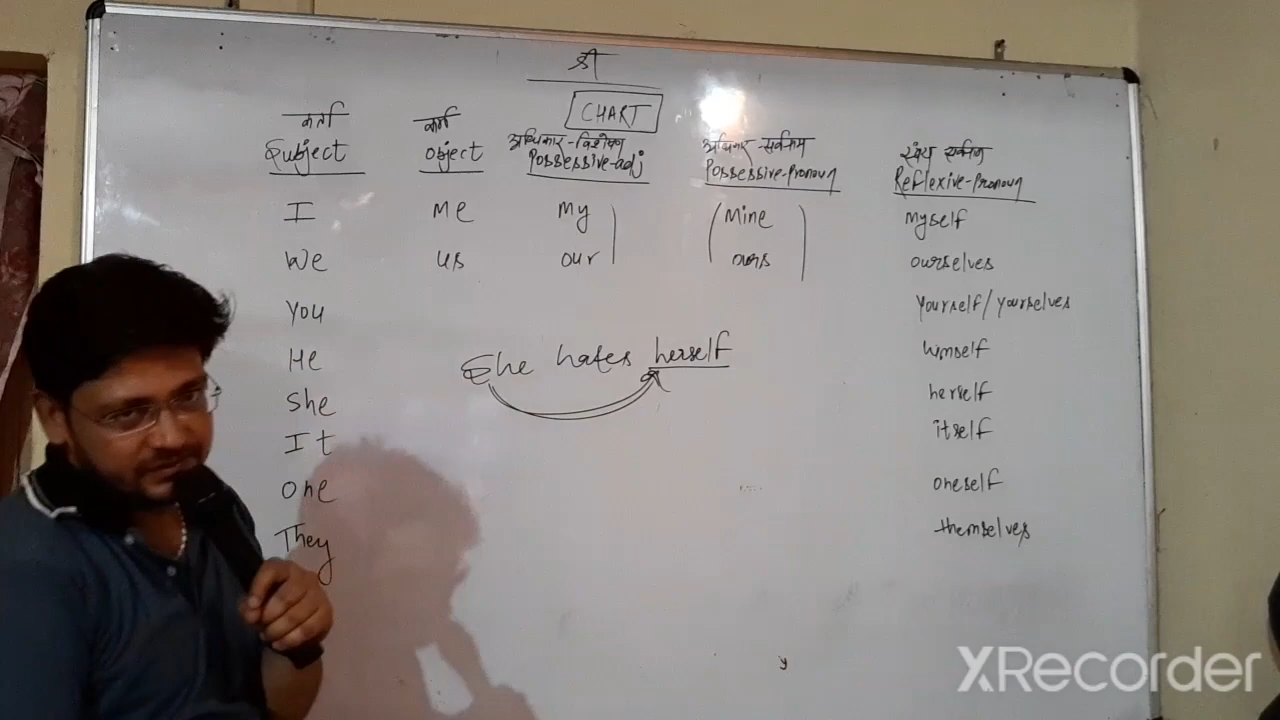 श्री
CHART
कर्ता कर्म अधिकार-विशेषण अधिकार-सर्वनाम स्वंय सर्वनाम
Subject Object Possessive-adj Possessive-Pronoun Reflexive-Pronoun
I me my mine myself
We us our ours ourselves
You yourself/yourselves
He She hates herself himself
She herself
It itself
One oneself
They themselves
y
XRecorder